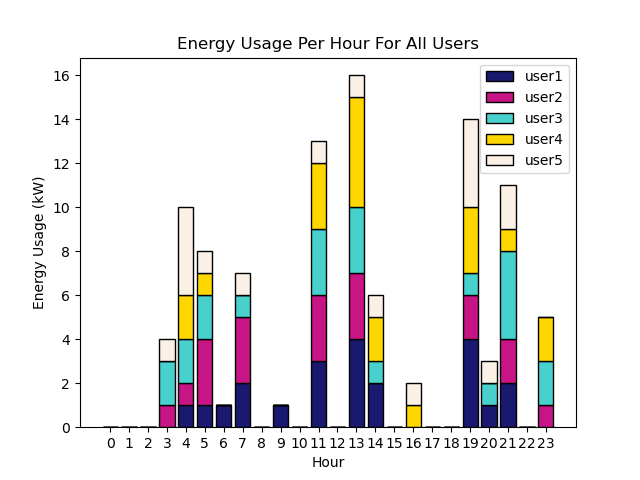 Energy Usage Per Hour For All Users
user1
user2
user3
user4
user5
16
14
12
10
8
6
4
2
0
Energy Usage (kW)
0 1 2 3 4 5 6 7 8 9 10 11 12 13 14 15 16 17 18 19 20 21 22 23
Hour